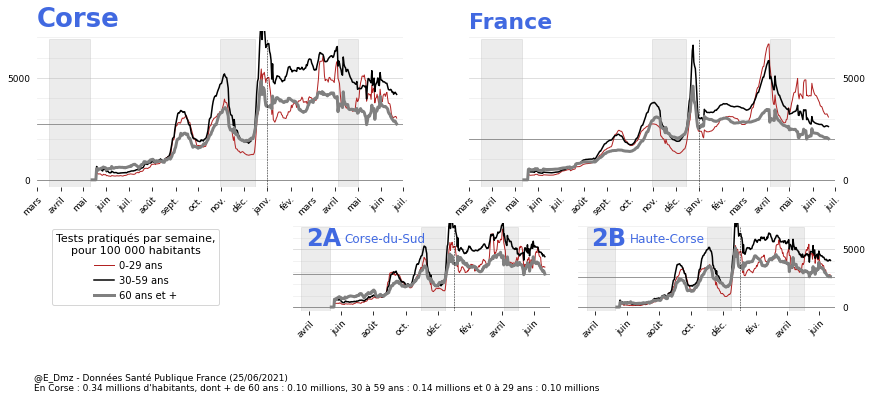 Corse
France
5000
0
5000
0
mars avril mai juin juil. août sept. oct. nov. déc. janv. fév. mars avril mai juin juil.
mars avril mai juin juil. août sept. oct. nov. déc. janv. fév. mars avril mai juin juil.
Tests pratiqués par semaine,
pour 100 000 habitants
0-29 ans
30-59 ans
60 ans et +
2A Corse-du-Sud
2B Haute-Corse
5000
0
avril juin août oct. déc. fév. avril juin
avril juin août oct. déc. fév. avril juin
@E_Dmz - Données Santé Publique France (25/06/2021)
En Corse : 0.34 millions d'habitants, dont + de 60 ans : 0.10 millions, 30 à 59 ans : 0.14 millions et 0 à 29 ans : 0.10 millions